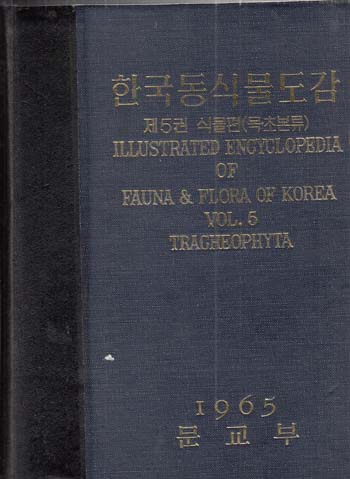 한국동식물도감
제5권 식물편(목초본류)
ILLUSTRATED ENCYCLOPEDIA
OF
FAUNA & FLORA OF KOREA
VOL. 5
TRACHEOPHYTA
1965
문교부